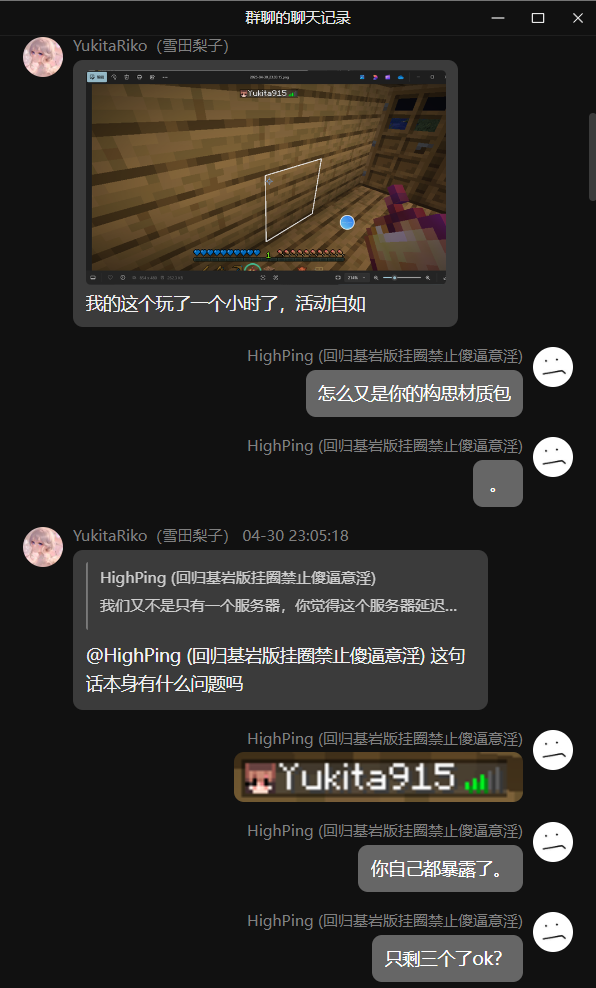 群聊的聊天记录
YukitaRiko（雪田梨子）
Yukita915
我的这个玩了一个小时了，活动自如
HighPing (回归基岩版挂圈禁止傻逼意淫)
怎么又是你的构思材质包
HighPing (回归基岩版挂圈禁止傻逼意淫)
。
YukitaRiko（雪田梨子） 04-30 23:05:18
HighPing (回归基岩版挂圈禁止傻逼意淫)
我们又不是只有一个服务器，你觉得这个服务器延迟...
@HighPing (回归基岩版挂圈禁止傻逼意淫) 这句
话本身有什么问题吗
HighPing (回归基岩版挂圈禁止傻逼意淫)
Yukita915
HighPing (回归基岩版挂圈禁止傻逼意淫)
你自己都暴露了。
HighPing (回归基岩版挂圈禁止傻逼意淫)
只剩三个了ok？